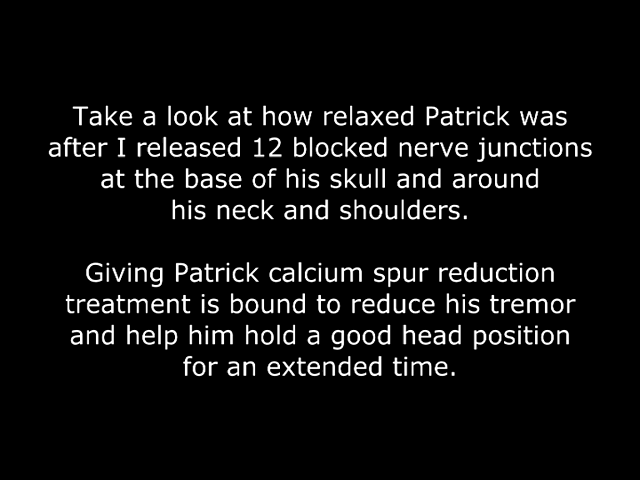 Take a look at how relaxed Patrick was
after I released 12 blocked nerve junctions
at the base of his skull and around
his neck and shoulders.
Giving Patrick calcium spur reduction
treatment is bound to reduce his tremor
and help him hold a good head position
for an extended time.